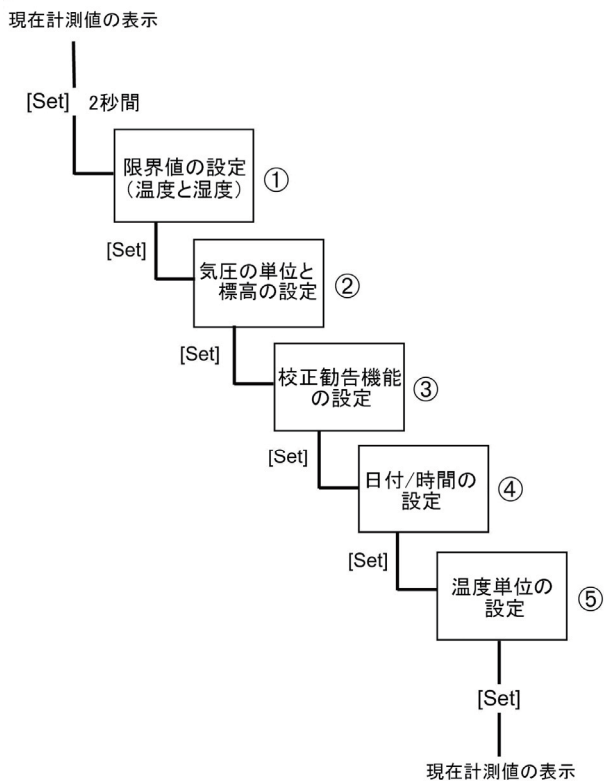 現在計測値の表示
[Set] 2秒間
限界値の設定
(温度と湿度)
①
[Set]
気圧の単位と
標高の設定
②
[Set]
校正勧告機能
の設定
③
[Set]
日付/時間の
設定
④
[Set]
温度単位の
設定
⑤
[Set]
現在計測値の表示